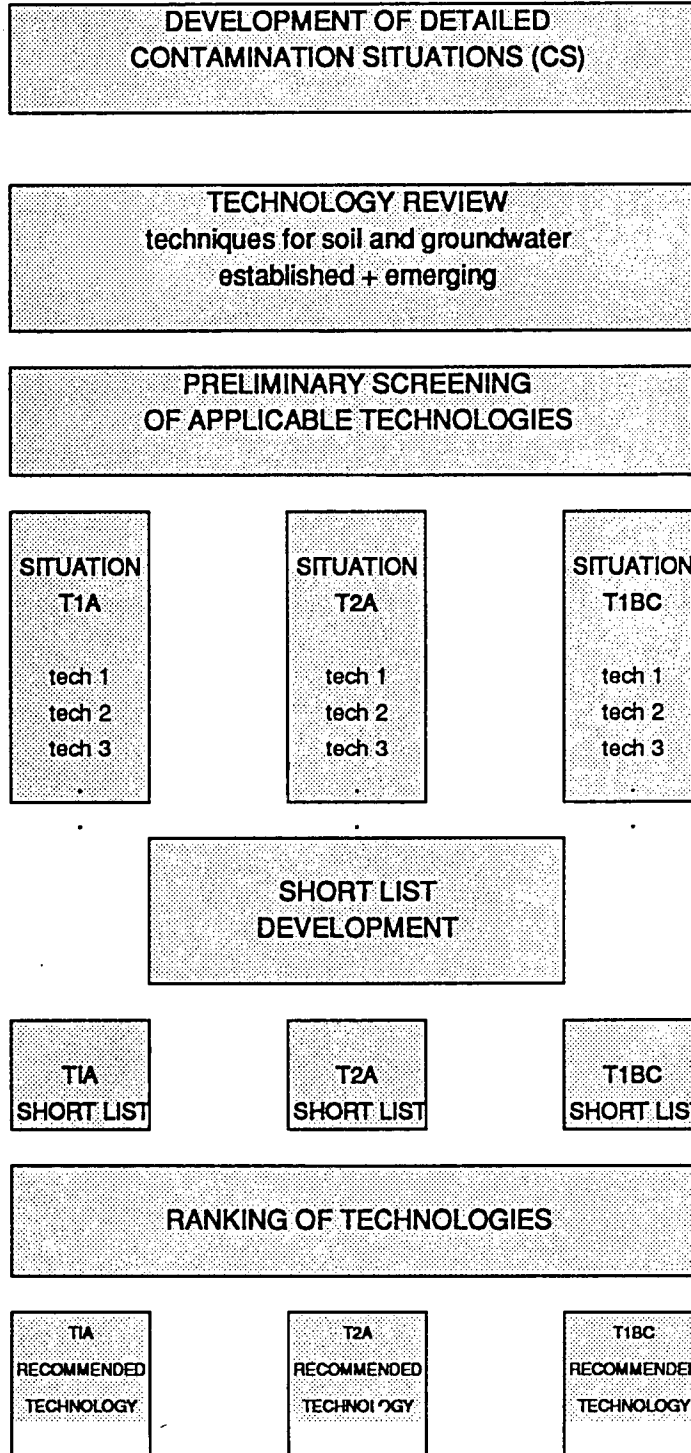 DEVELOPMENT OF DETAILED
CONTAMINATION SITUATIONS (CS)
TECHNOLOGY REVIEW
techniques for soil and groundwater
established + emerging
PRELIMINARY SCREENING
OF APPLICABLE TECHNOLOGIES
SITUATION SITUATION SITUATION
T1A T2A T1BC
tech 1 tech 1 tech 1
tech 2 tech 2 tech 2
tech 3 tech 3 tech 3
. . .
. . .
SHORT LIST
DEVELOPMENT
TIA T2A T1BC
SHORT LIST SHORT LIST SHORT LIST
RANKING OF TECHNOLOGIES
TIA T2A T1BC
RECOMMENDED RECOMMENDED RECOMMENDED
TECHNOLOGY TECHNOLOGY TECHNOLOGY